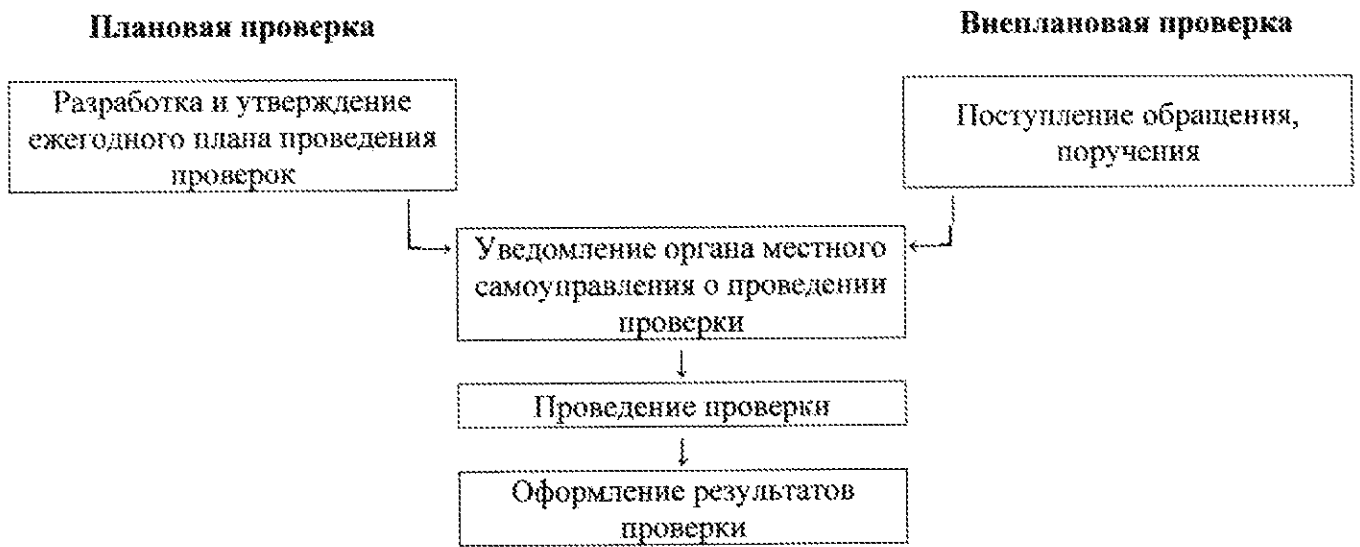 Плановая проверка
Внеплановая проверка
Разработка и утверждение
ежегодного плана проведения
проверок
Поступление обращения,
поручения
Уведомление органа местного
самоуправления о проведении
проверки
Проведение проверки
Оформление результатов
проверки